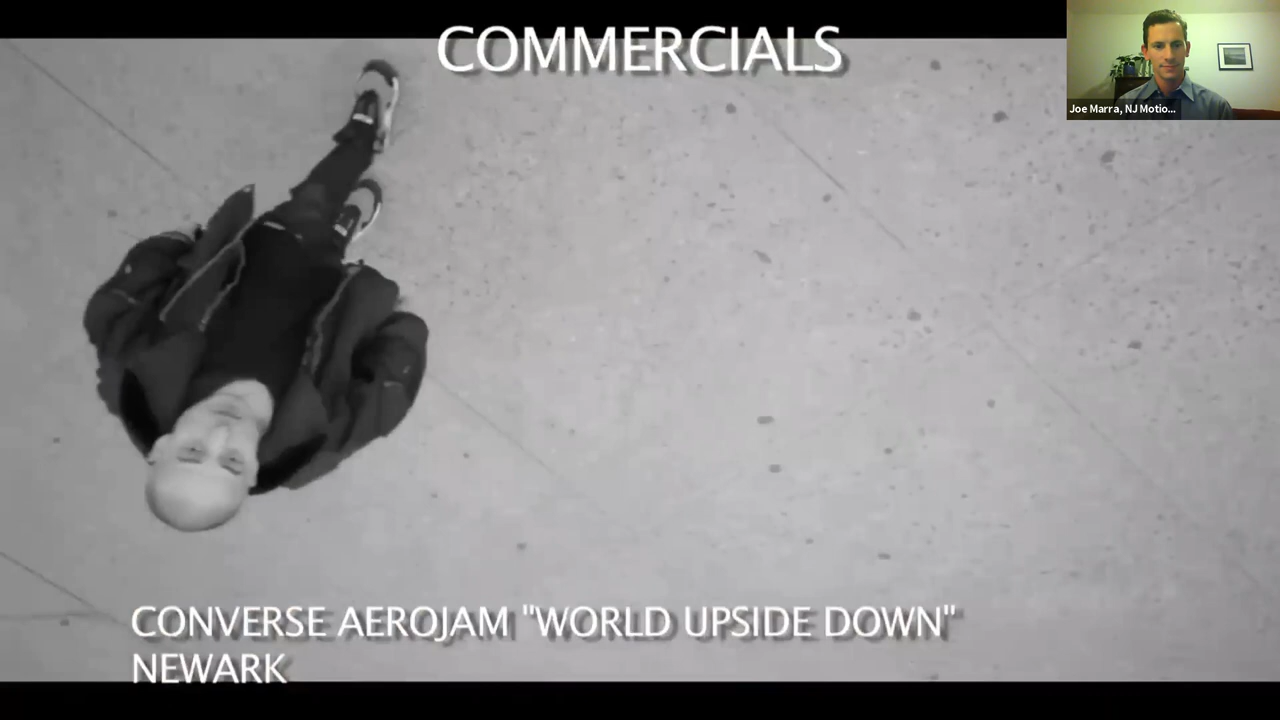 COMMERCIALS
Joe Marra, NJ Motio...
CONVERSE AEROJAM "WORLD UPSIDE DOWN"
NEWARK